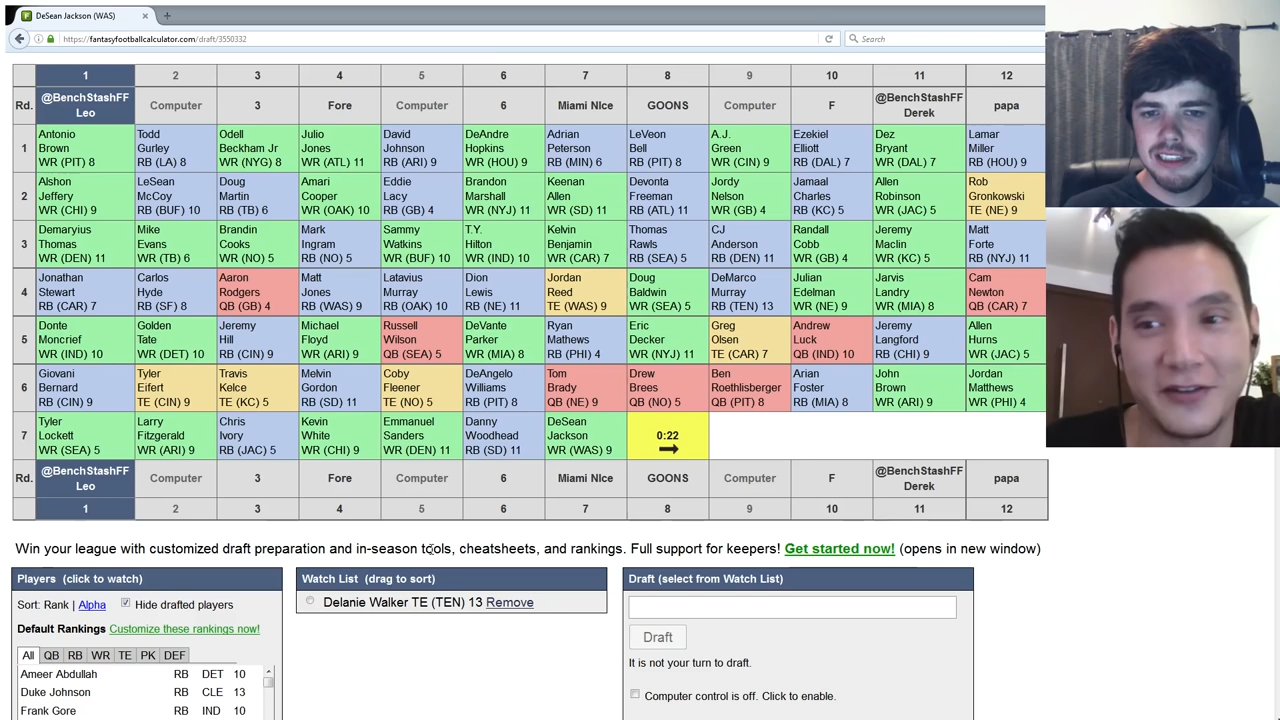 DeSean Jackson (WAS)
https://fantasyfootballcalculator.com/draft/3550332
Search
1 2 3 4 5 6 7 8 9 10 11 12
Rd. @BenchStashFF Leo Computer 3 Fore Computer 6 Miami NIce GOONS Computer F @BenchStashFF Derek papa
1
Antonio Todd Odell Julio David DeAndre Adrian LeVeon A.J. Ezekiel Dez Lamar
Brown Gurley Beckham Jr Jones Johnson Hopkins Peterson Bell Green Elliott Bryant Miller
WR (PIT) 8 RB (LA) 8 WR (NYG) 8 WR (ATL) 11 RB (ARI) 9 WR (HOU) 9 RB (MIN) 6 RB (PIT) 8 WR (CIN) 9 RB (DAL) 7 WR (DAL) 7 RB (HOU) 9
2
Alshon LeSean Doug Amari Eddie Brandon Keenan Devonta Jordy Jamaal Allen Rob
Jeffery McCoy Martin Cooper Lacy Marshall Allen Freeman Nelson Charles Robinson Gronkowski
WR (CHI) 9 RB (BUF) 10 RB (TB) 6 WR (OAK) 10 RB (GB) 4 WR (NYJ) 11 WR (SD) 11 RB (ATL) 11 WR (GB) 4 RB (KC) 5 WR (JAC) 5 TE (NE) 9
3
Demaryius Mike Brandin Mark Sammy T.Y. Kelvin Thomas CJ Randall Jeremy Matt
Thomas Evans Cooks Ingram Watkins Hilton Benjamin Rawls Anderson Cobb Maclin Forte
WR (DEN) 11 WR (TB) 6 WR (NO) 5 RB (NO) 5 WR (BUF) 10 WR (IND) 10 WR (CAR) 7 RB (SEA) 5 RB (DEN) 11 WR (GB) 4 WR (KC) 5 RB (NYJ) 11
4
Jonathan Carlos Aaron Matt Latavius Dion Jordan Doug DeMarco Julian Jarvis Cam
Stewart Hyde Rodgers Jones Murray Lewis Reed Baldwin Murray Edelman Landry Newton
RB (CAR) 7 RB (SF) 8 QB (GB) 4 RB (WAS) 9 RB (OAK) 10 RB (NE) 11 TE (WAS) 9 WR (SEA) 5 RB (TEN) 13 WR (NE) 9 WR (MIA) 8 QB (CAR) 7
5
Donte Golden Jeremy Michael Russell DeVante Ryan Eric Greg Andrew Jeremy Allen
Moncrief Tate Hill Floyd Wilson Parker Mathews Decker Olsen Luck Langford Hurns
WR (IND) 10 WR (DET) 10 RB (CIN) 9 WR (ARI) 9 QB (SEA) 5 WR (MIA) 8 RB (PHI) 4 WR (NYJ) 11 TE (CAR) 7 QB (IND) 10 RB (CHI) 9 WR (JAC) 5
6
Giovani Tyler Travis Melvin Coby DeAngelo Tom Drew Ben Arian John Jordan
Bernard Eifert Kelce Gordon Fleener Williams Brady Brees Roethlisberger Foster Brown Matthews
RB (CIN) 9 TE (CIN) 9 TE (KC) 5 RB (SD) 11 TE (NO) 5 RB (PIT) 8 QB (NE) 9 QB (NO) 5 QB (PIT) 8 RB (MIA) 8 WR (ARI) 9 WR (PHI) 4
7
Tyler Larry Chris Kevin Emmanuel Danny DeSean
Lockett Fitzgerald Ivory White Sanders Woodhead Jackson 0:22
WR (SEA) 5 WR (ARI) 9 RB (JAC) 5 WR (CHI) 9 WR (DEN) 11 RB (SD) 11 WR (WAS) 9
Rd. @BenchStashFF Leo Computer 3 Fore Computer 6 Miami NIce GOONS Computer F @BenchStashFF Derek papa
1 2 3 4 5 6 7 8 9 10 11 12
Win your league with customized draft preparation and in-season tools, cheatsheets, and rankings. Full support for keepers! Get started now! (opens in new window)
Players (click to watch)
Sort: Rank | Alpha Hide drafted players
Default Rankings Customize these rankings now!
All QB RB WR TE PK DEF
Ameer Abdullah RB DET 10
Duke Johnson RB CLE 13
Frank Gore RB IND 10
Watch List (drag to sort)
Delanie Walker TE (TEN) 13 Remove
Draft (select from Watch List)
Draft
It is not your turn to draft.
Computer control is off. Click to enable.